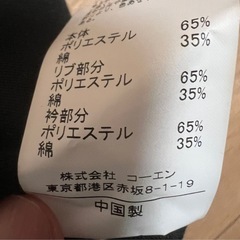 本体
ポリエステル 65%
綿 35%
リブ部分
ポリエステル 65%
綿 35%
衿部分
ポリエステル 65%
綿 35%
株式会社 コーエン
東京都港区赤坂8-1-19
中国製